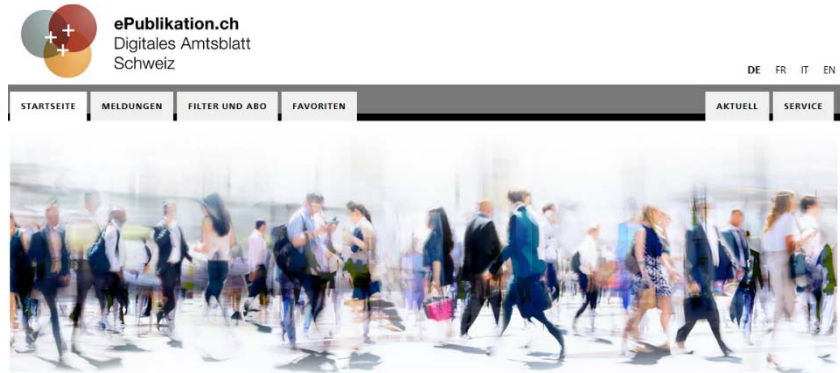 ePublikation.ch
Digitales Amtsblatt
Schweiz
DE FR IT EN
STARTSEITE MELDUNGEN FILTER UND ABO FAVORITEN AKTUELL SERVICE